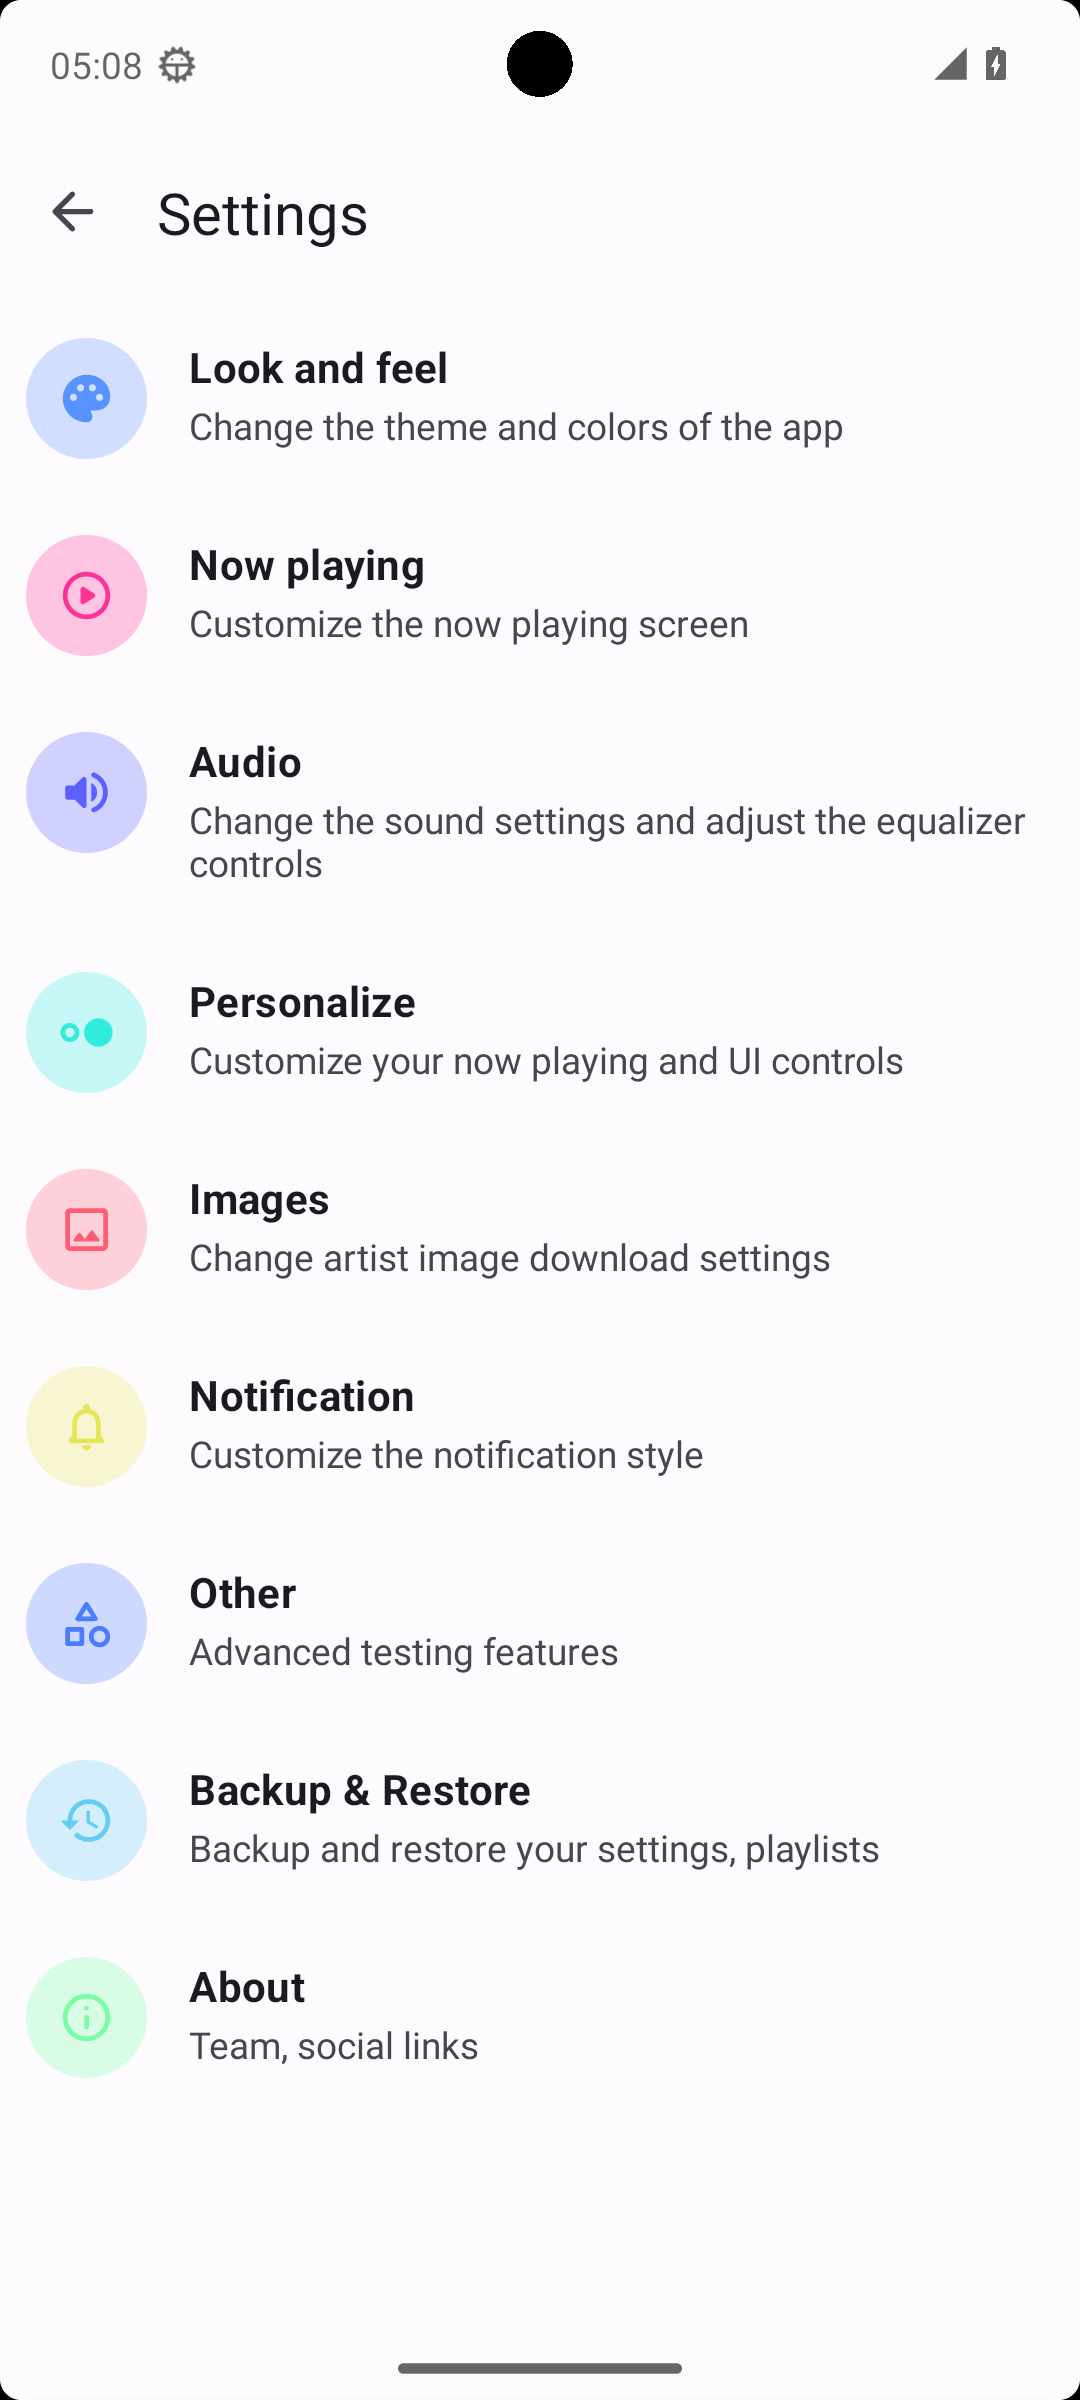 05:08
Settings
Look and feel
Change the theme and colors of the app
Now playing
Customize the now playing screen
Audio
Change the sound settings and adjust the equalizer
controls
Personalize
Customize your now playing and UI controls
Images
Change artist image download settings
Notification
Customize the notification style
Other
Advanced testing features
Backup & Restore
Backup and restore your settings, playlists
About
Team, social links